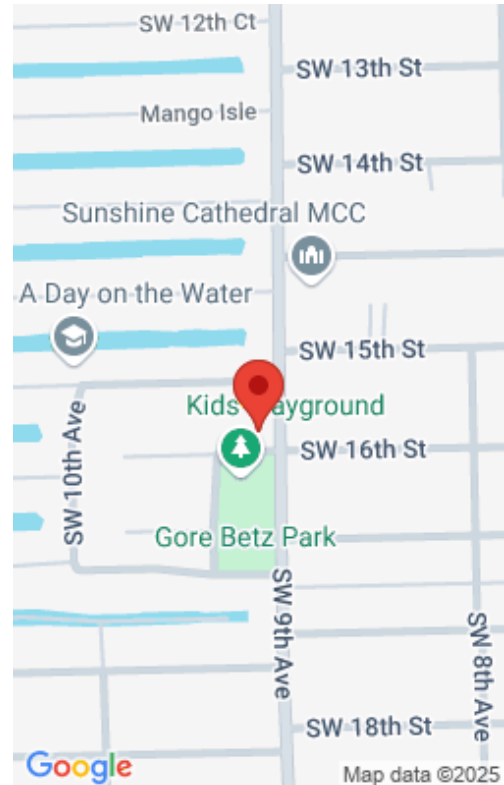 SW 12th Ct
SW 13th St
Mango Isle
SW 14th St
Sunshine Cathedral MCC
A Day on the Water
SW 15th St
Kids
ayground
SW 10th Ave
SW 16th St
Gore Betz Park
SW 9th Ave
SW 8th Ave
SW 18th St
Google
Map data ©2025